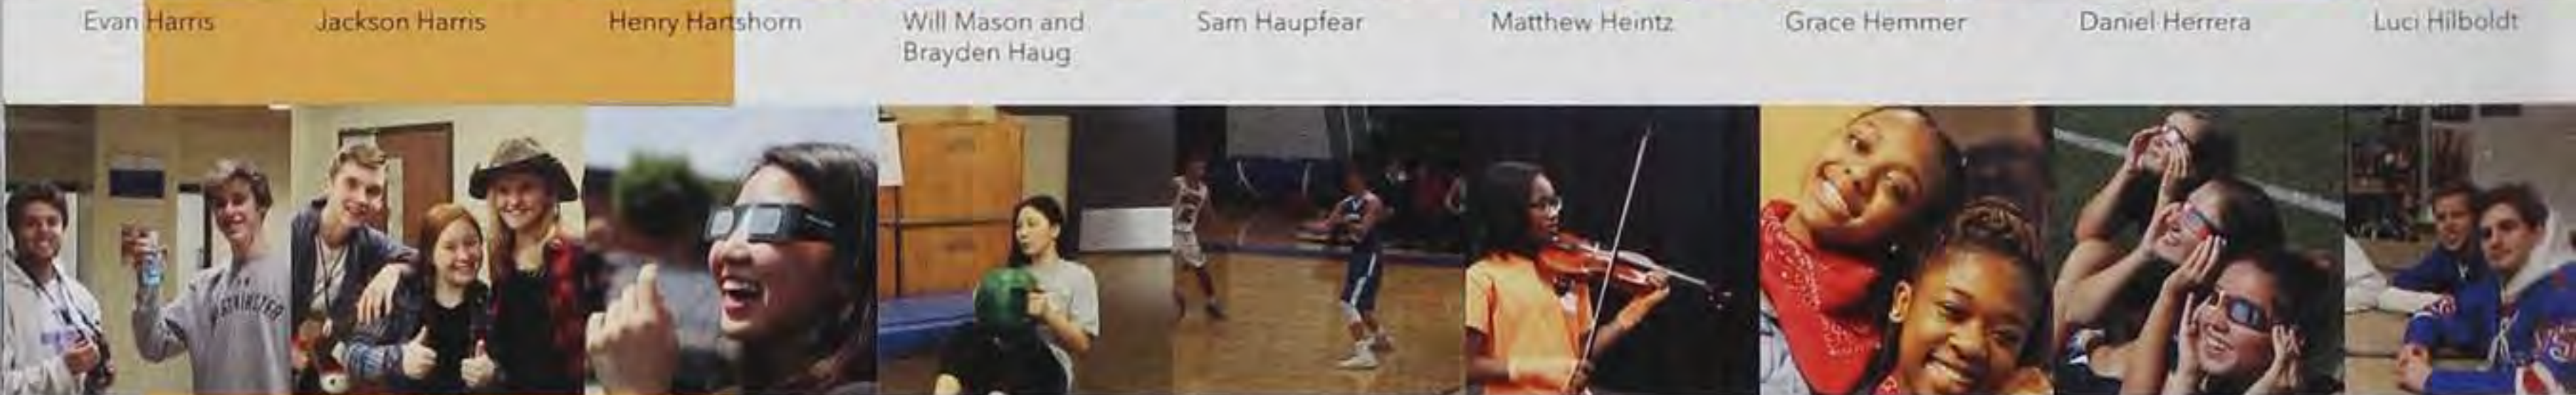 Evan Harris
Jackson Harris
Henry Hartshorn
Will Mason and
Brayden Haug
Sam Haupfear
Matthew Heintz
Grace Hemmer
Daniel Herrera
Luci Hilboldt